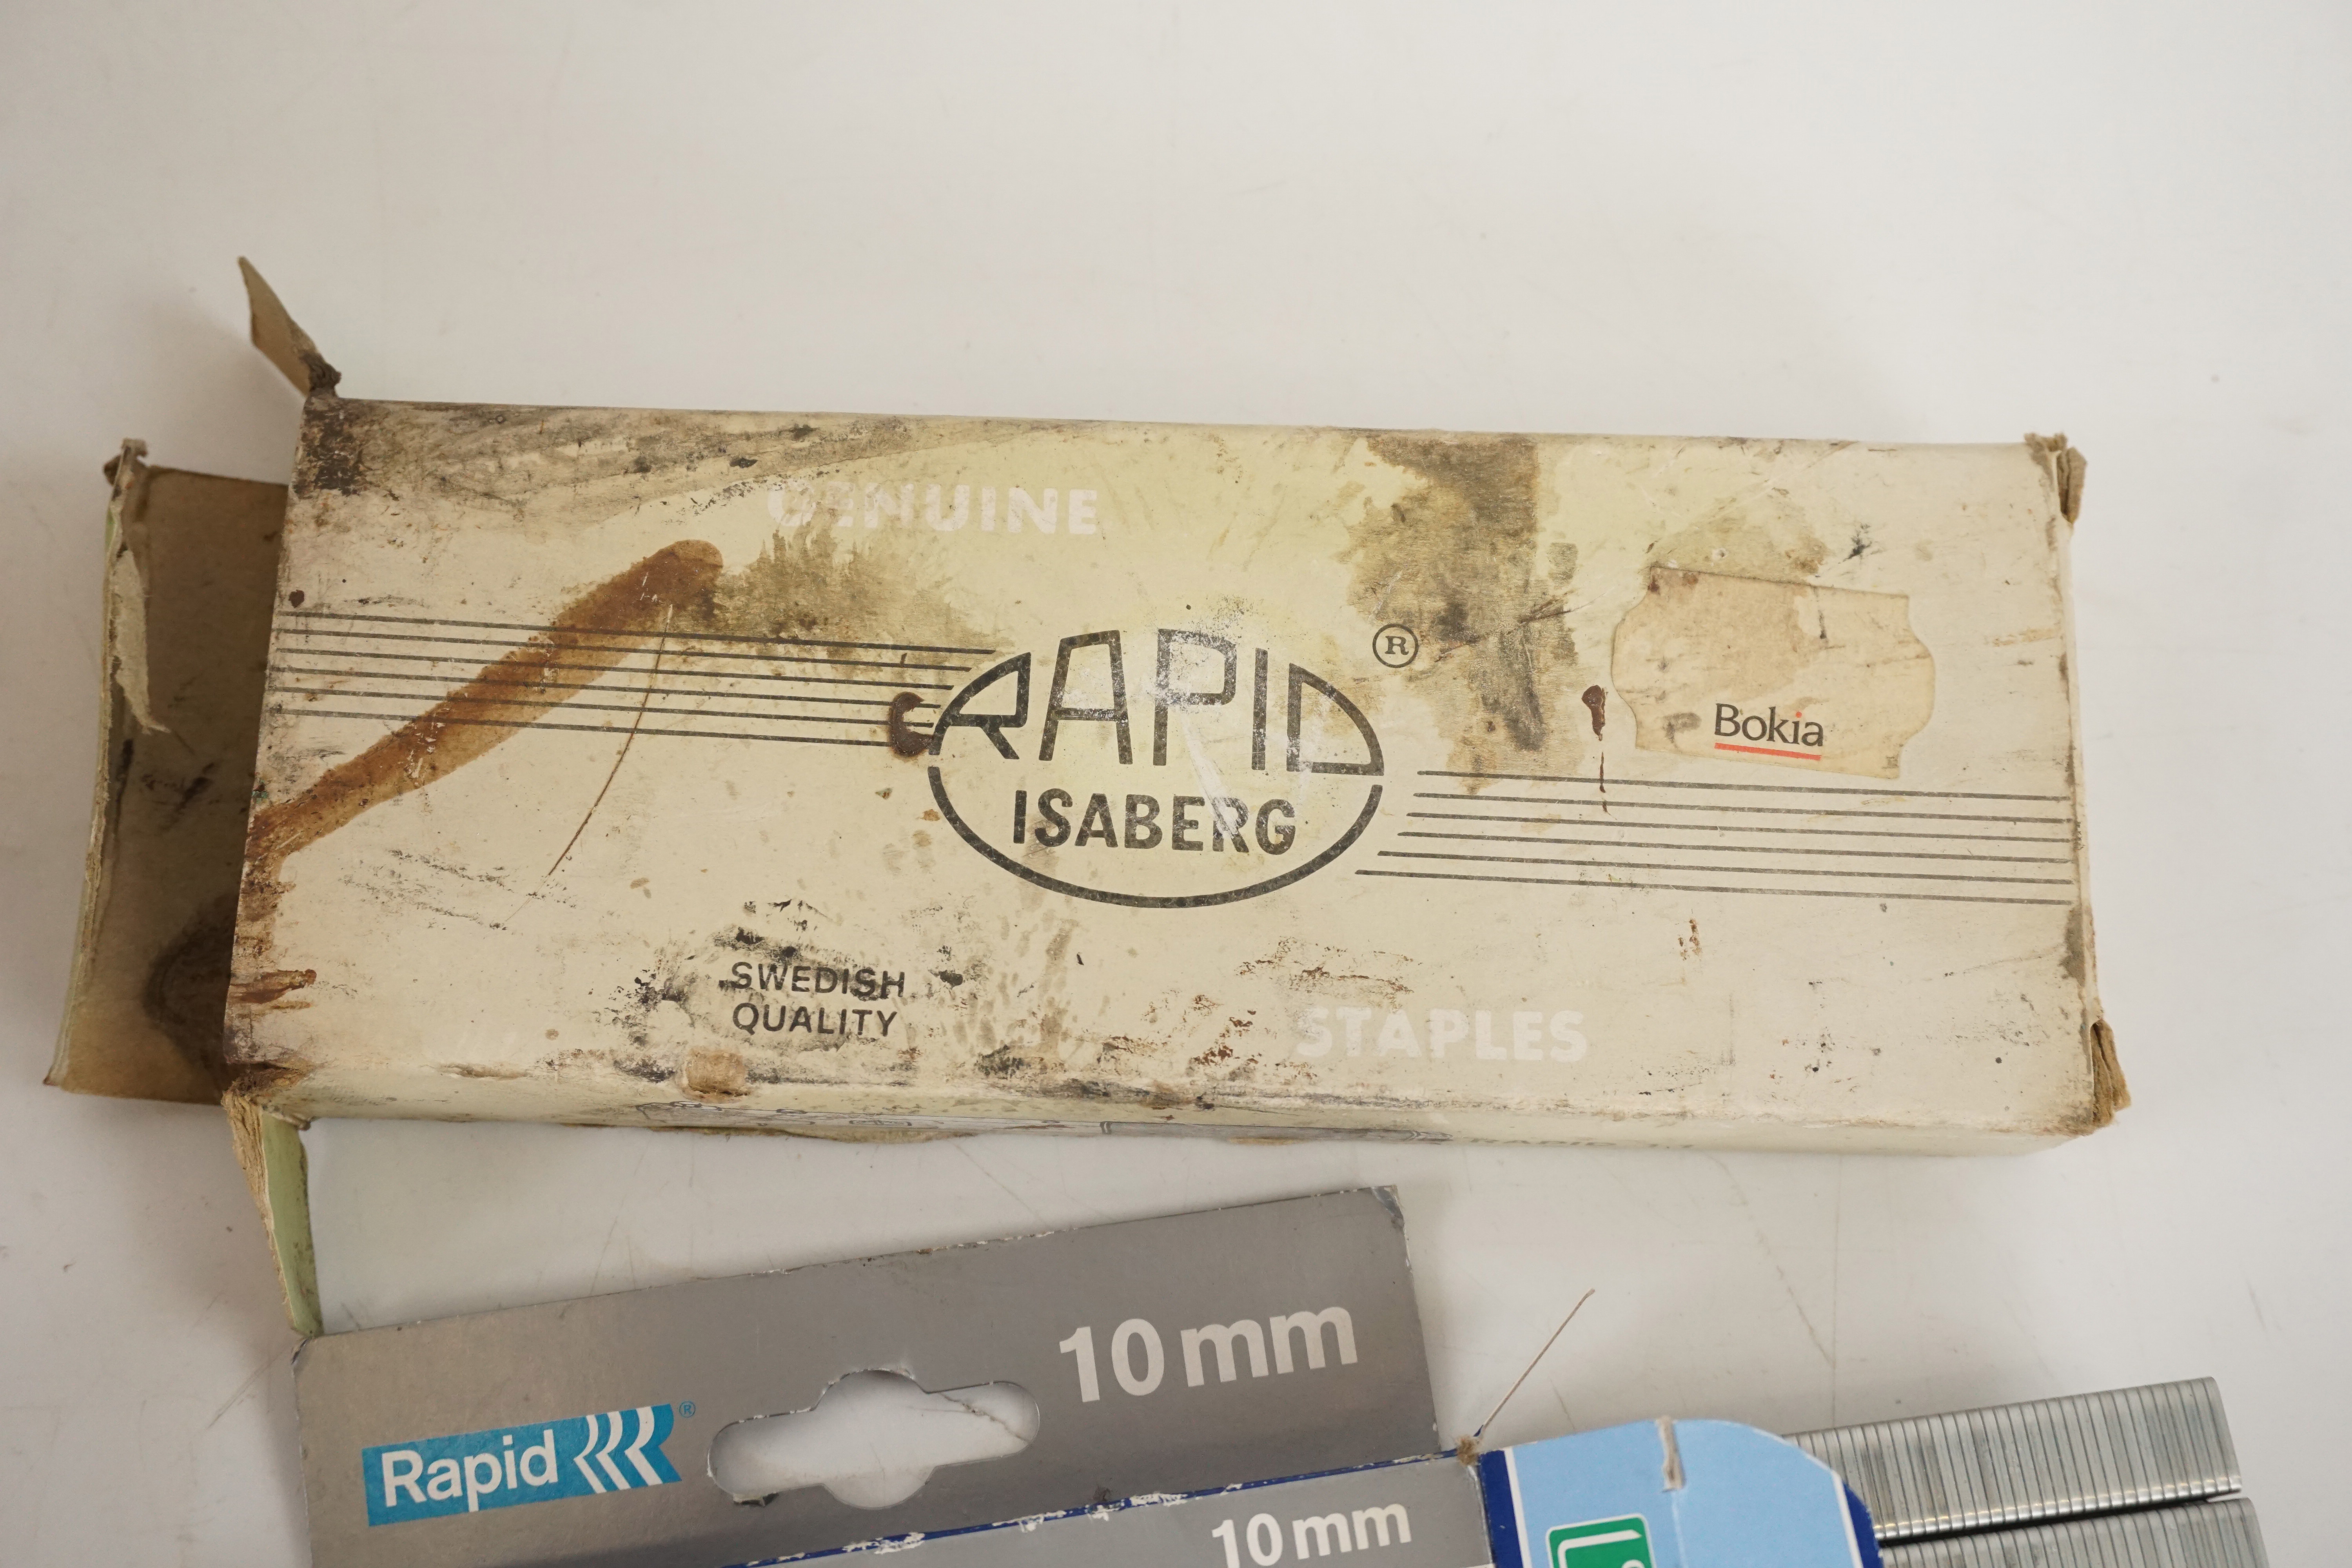 GENUINE
RAPID ®
ISABERG
Bokia
SWEDISH
QUALITY
STAPLES
10 mm
Rapid ®
10 mm